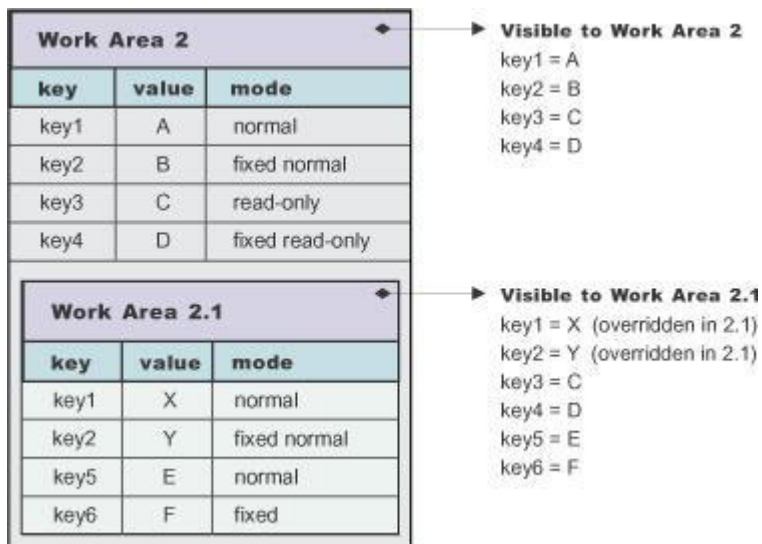 Work Area 2
key value mode
key1 A normal
key2 B fixed normal
key3 C read-only
key4 D fixed read-only
Visible to Work Area 2
key1 = A
key2 = B
key3 = C
key4 = D
Work Area 2.1
key value mode
key1 X normal
key2 Y fixed normal
key5 E normal
key6 F fixed
Visible to Work Area 2.1
key1 = X (overridden in 2.1)
key2 = Y (overridden in 2.1)
key3 = C
key4 = D
key5 = E
key6 = F